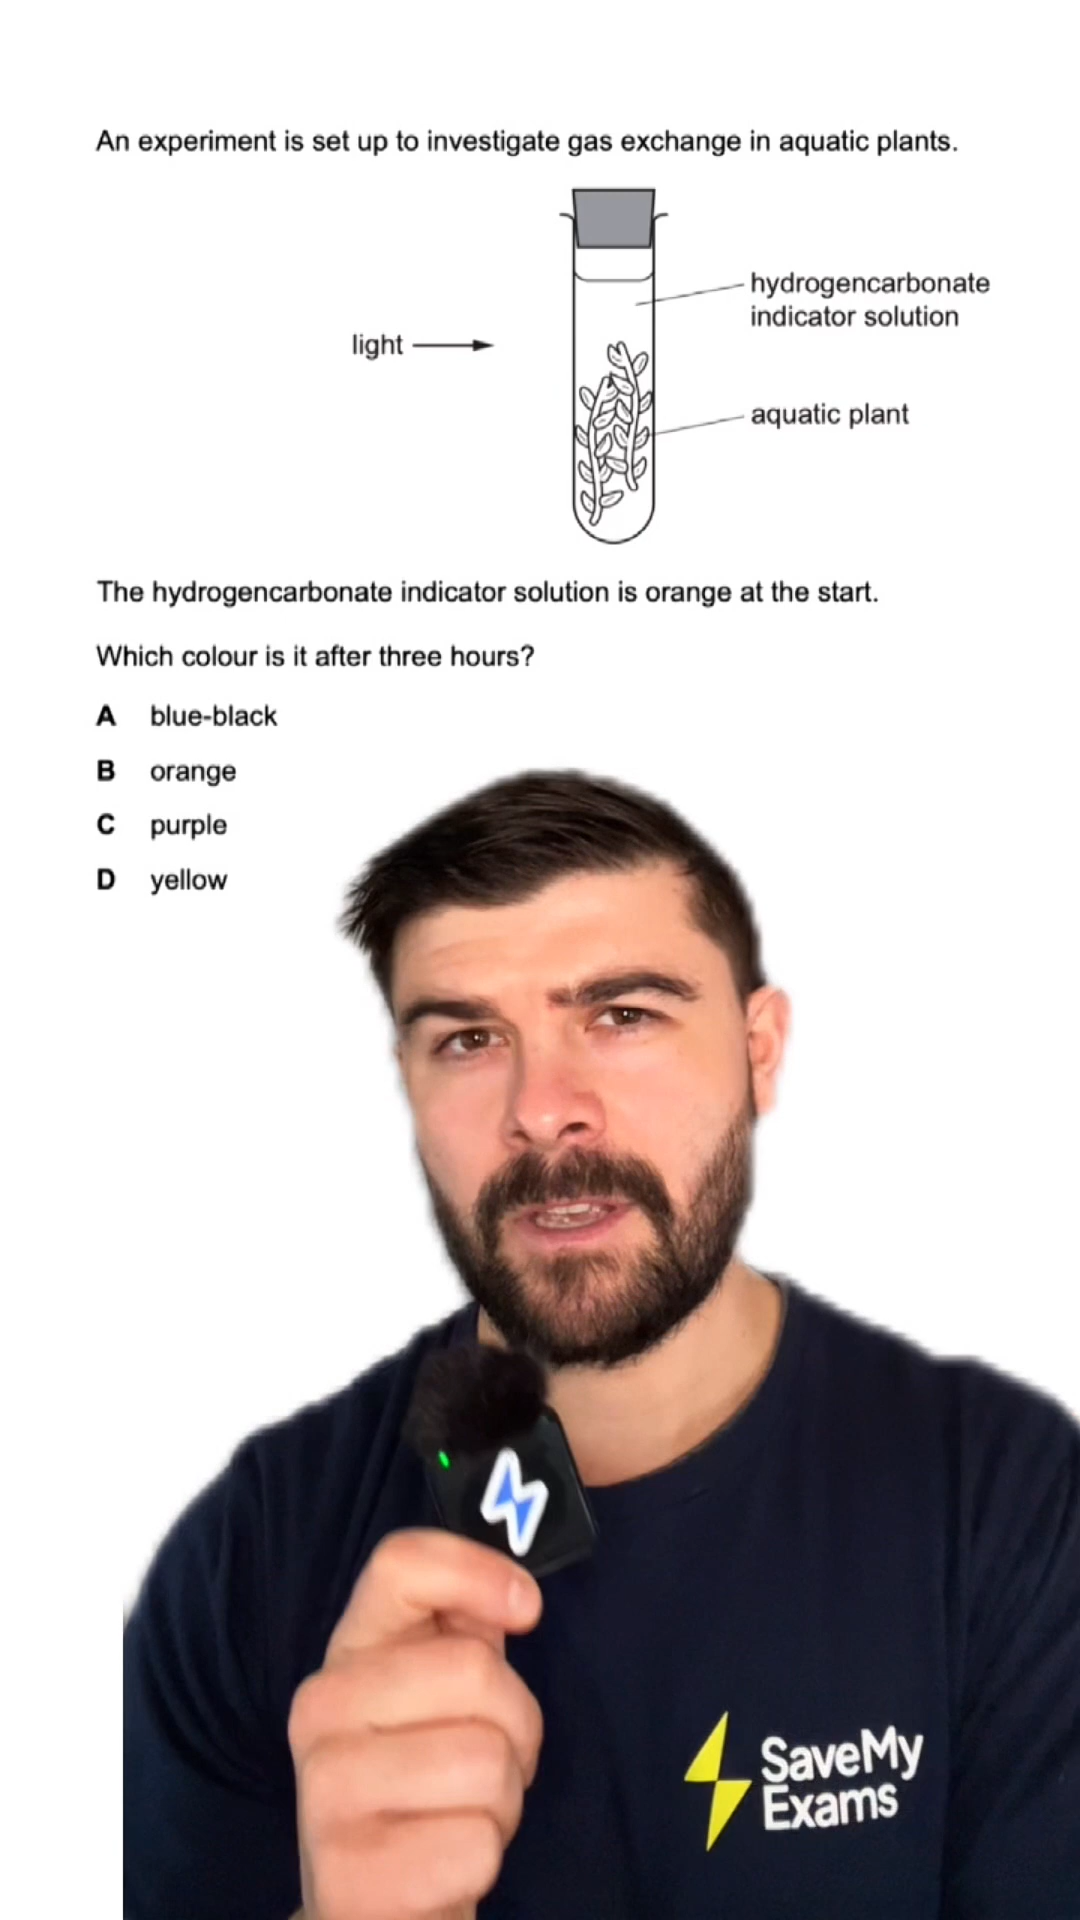 An experiment is set up to investigate gas exchange in aquatic plants.
hydrogencarbonate
indicator solution
light
aquatic plant
The hydrogencarbonate indicator solution is orange at the start.
Which colour is it after three hours?
A blue-black
B orange
C purple
D yellow
SaveMy
Exams